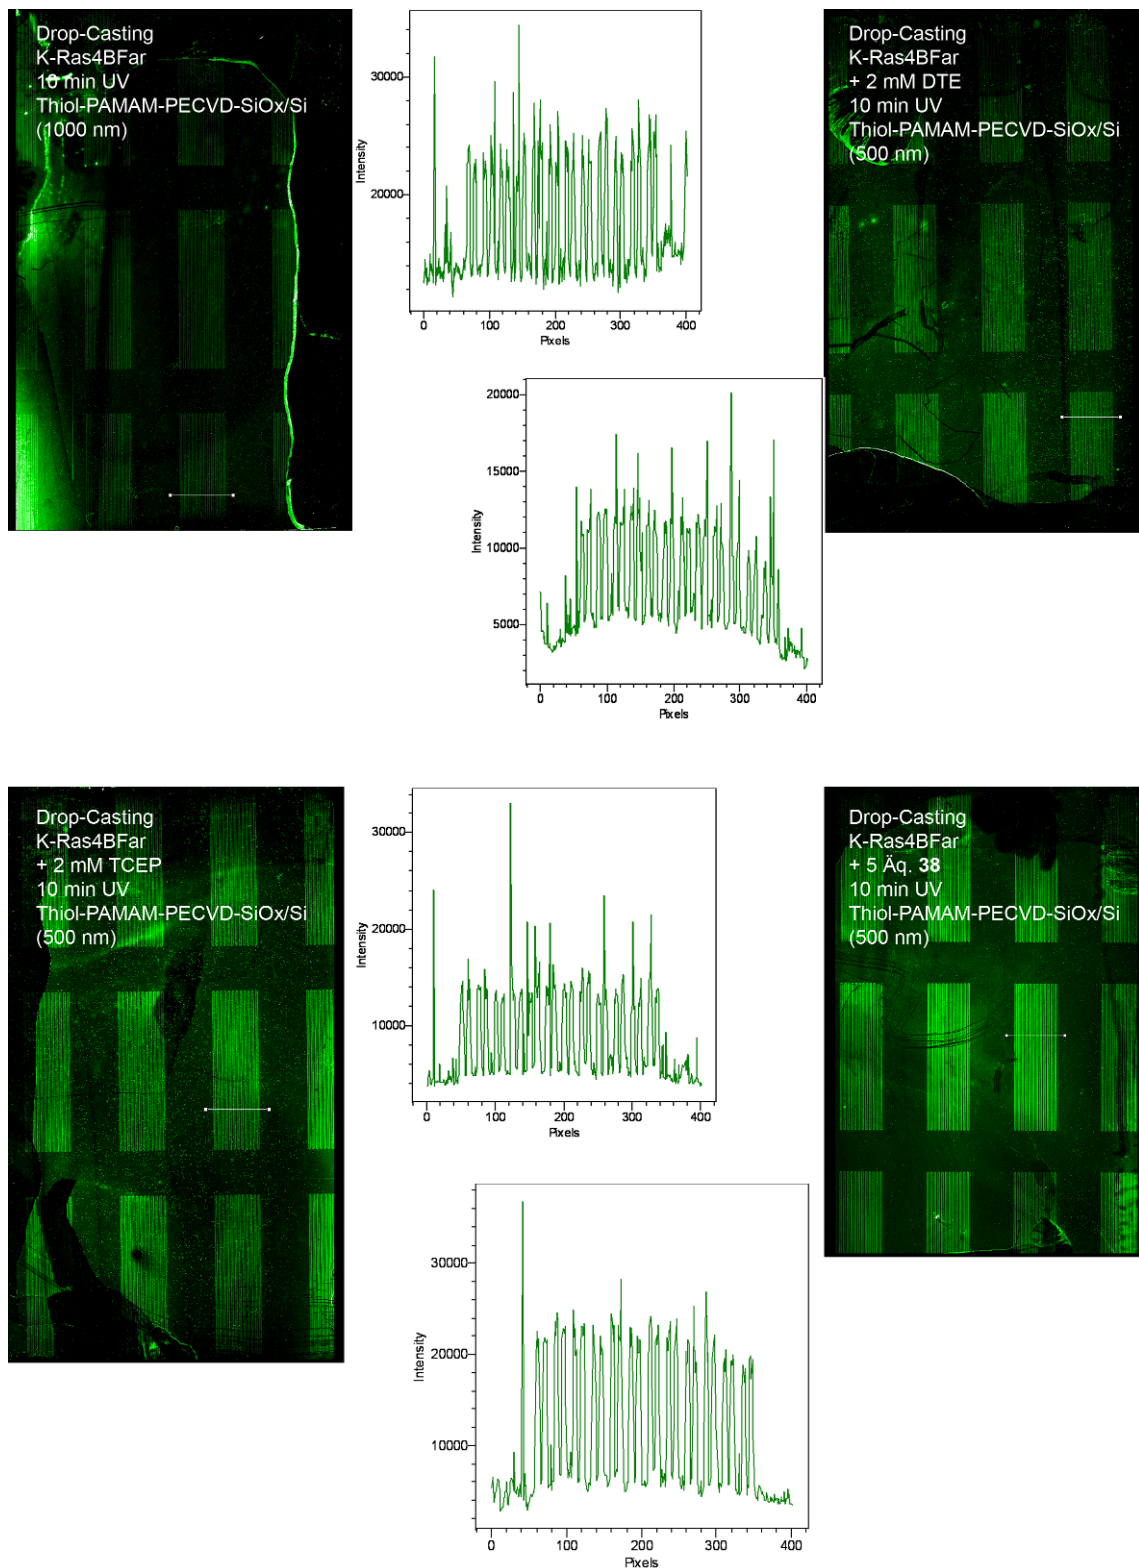 Drop-Casting
K-Ras4BFar
10 min UV
Thiol-PAMAM-PECVD-SiOx/Si
(1000 nm)
30000
20000
Intensity
0 100 200 300 400
Pixels
Drop-Casting
K-Ras4BFar
+ 2 mM DTE
10 min UV
Thiol-PAMAM-PECVD-SiOx/Si
(500 nm)
20000
15000
10000
5000
Intensity
0 100 200 300 400
Pixels
Drop-Casting
K-Ras4BFar
+ 2 mM TCEP
10 min UV
Thiol-PAMAM-PECVD-SiOx/Si
(500 nm)
30000
20000
10000
Intensity
0 100 200 300 400
Pixels
Drop-Casting
K-Ras4BFar
+ 5 Äq. 38
10 min UV
Thiol-PAMAM-PECVD-SiOx/Si
(500 nm)
30000
20000
10000
Intensity
0 100 200 300 400
Pixels